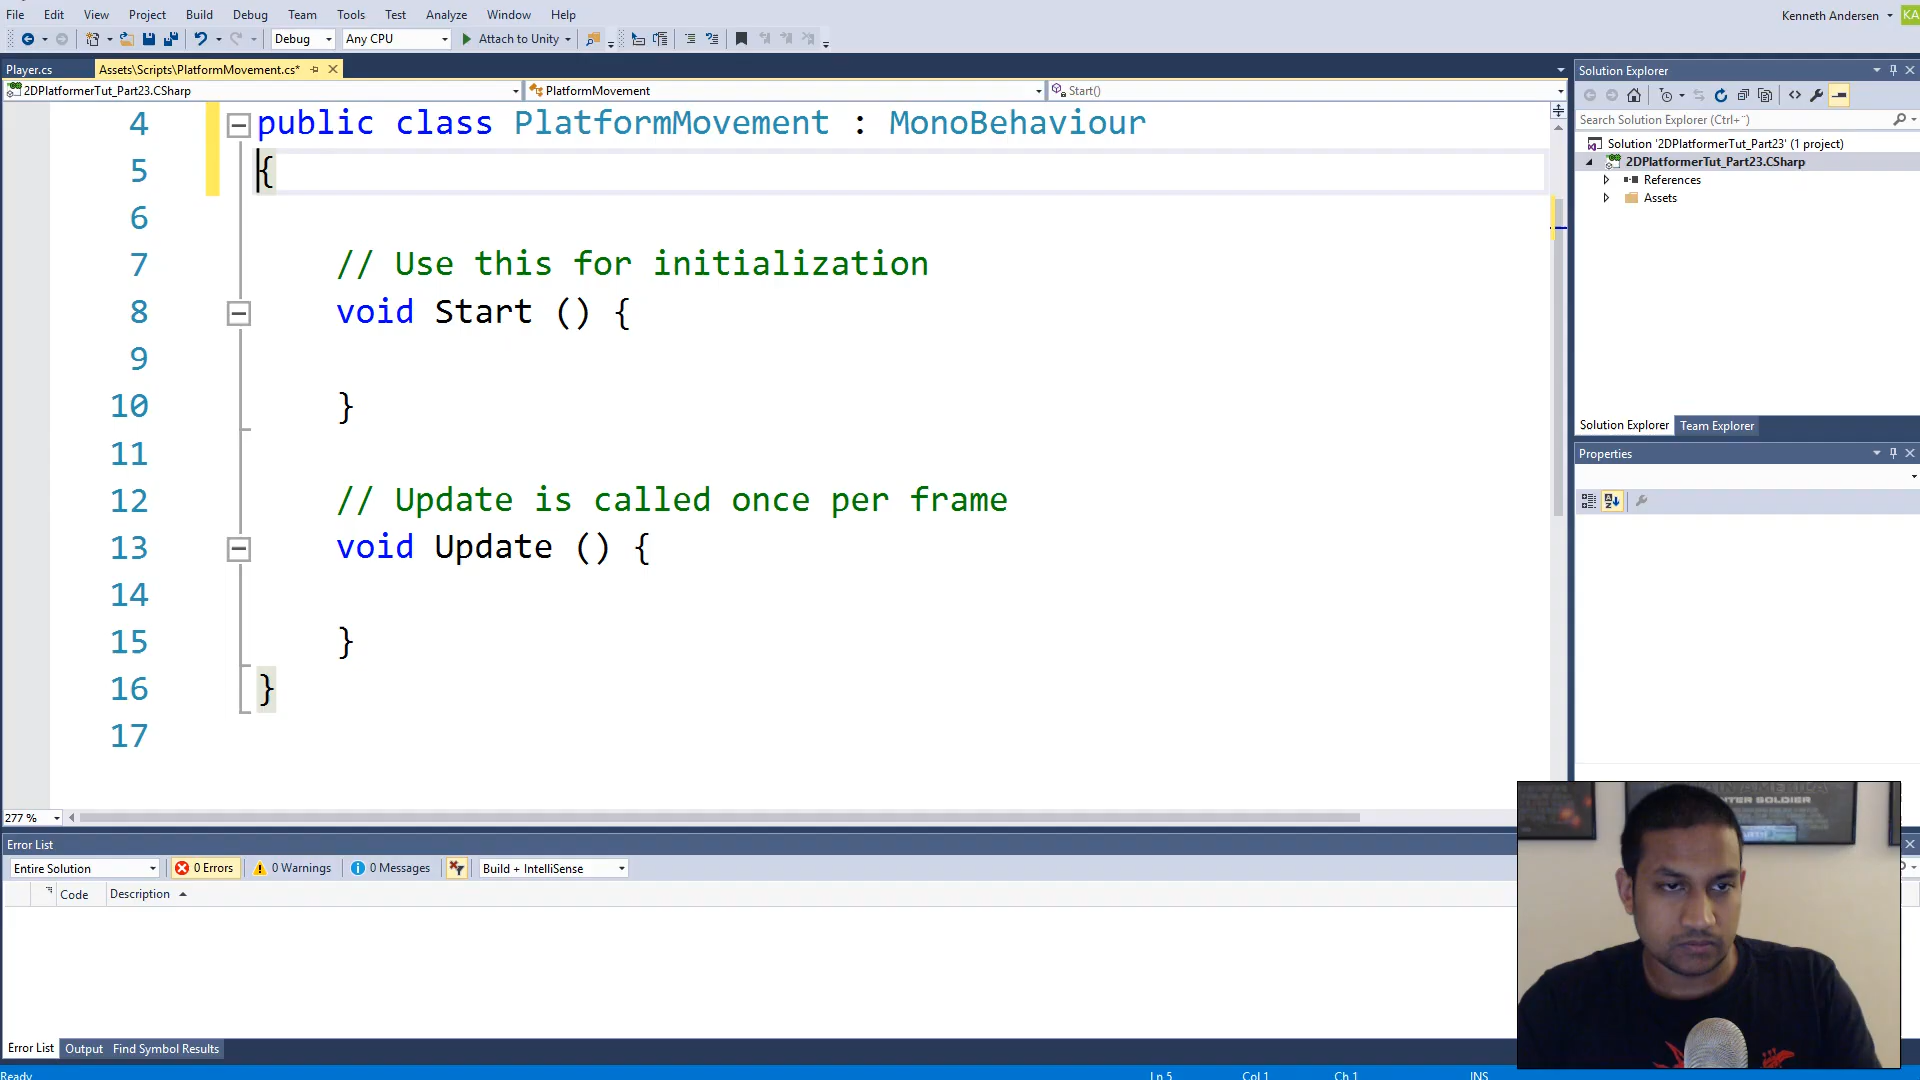 File Edit View Project Build Debug Team Tools Test Analyze Window Help
Kenneth Andersen
KA
Debug Any CPU Attach to Unity
Player.cs Assets\Scripts\PlatformMovement.cs*
2DPlatformerTut_Part23.CSharp PlatformMovement Start()
4 public class PlatformMovement : MonoBehaviour
5 {
6
7 // Use this for initialization
8 void Start () {
9
10 }
11
12 // Update is called once per frame
13 void Update () {
14
15 }
16 }
17
277 %
Solution Explorer
Search Solution Explorer (Ctrl+¨)
Solution '2DPlatformerTut_Part23' (1 project)
2DPlatformerTut_Part23.CSharp
References
Assets
Solution Explorer Team Explorer
Properties
Error List
Entire Solution 0 Errors 0 Warnings 0 Messages Build + IntelliSense
Code Description
Error List Output Find Symbol Results
Ready Ln 5 Col 1 Ch 1 INS